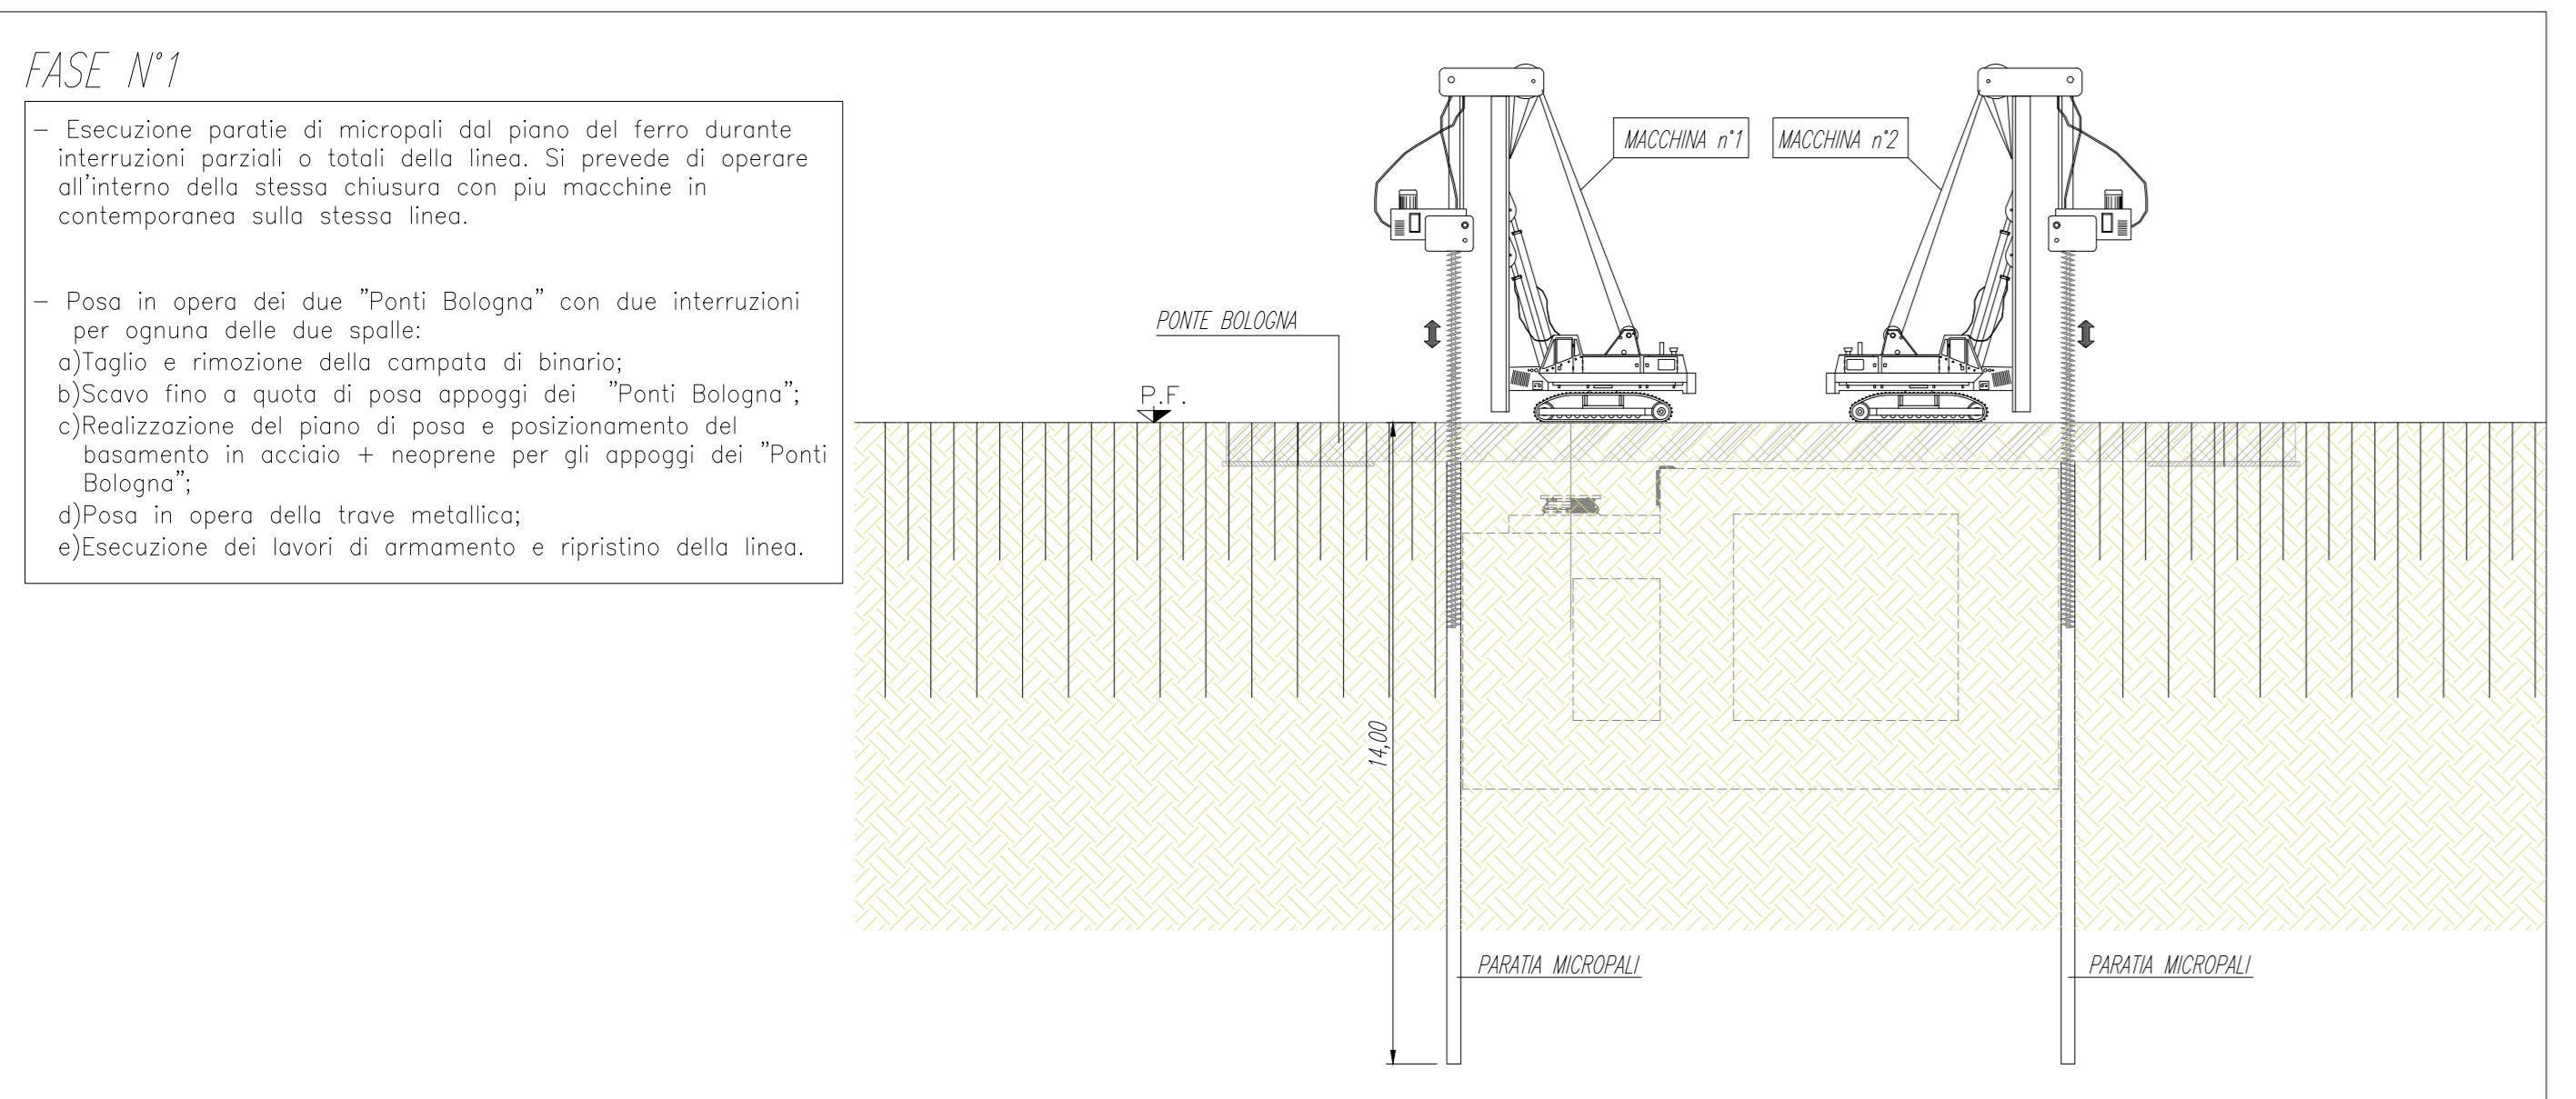 FASE N°1
- Esecuzione paratie di micropali dal piano del ferro durante
interruzioni parziali o totali della linea. Si prevede di operare
all'interno della stessa chiusura con piu macchine in
contemporanea sulla stessa linea.
- Posa in opera dei due "Ponti Bologna" con due interruzioni
per ognuna delle due spalle:
a)Taglio e rimozione della campata di binario;
b)Scavo fino a quota di posa appoggi dei "Ponti Bologna";
c)Realizzazione del piano di posa e posizionamento del
basamento in acciaio + neoprene per gli appoggi dei "Ponti
Bologna";
d)Posa in opera della trave metallica;
e)Esecuzione dei lavori di armamento e ripristino della linea.
MACCHINA n°1
MACCHINA n°2
PONTE BOLOGNA
P.F.
14,00
PARATIA MICROPALI
PARATIA MICROPALI